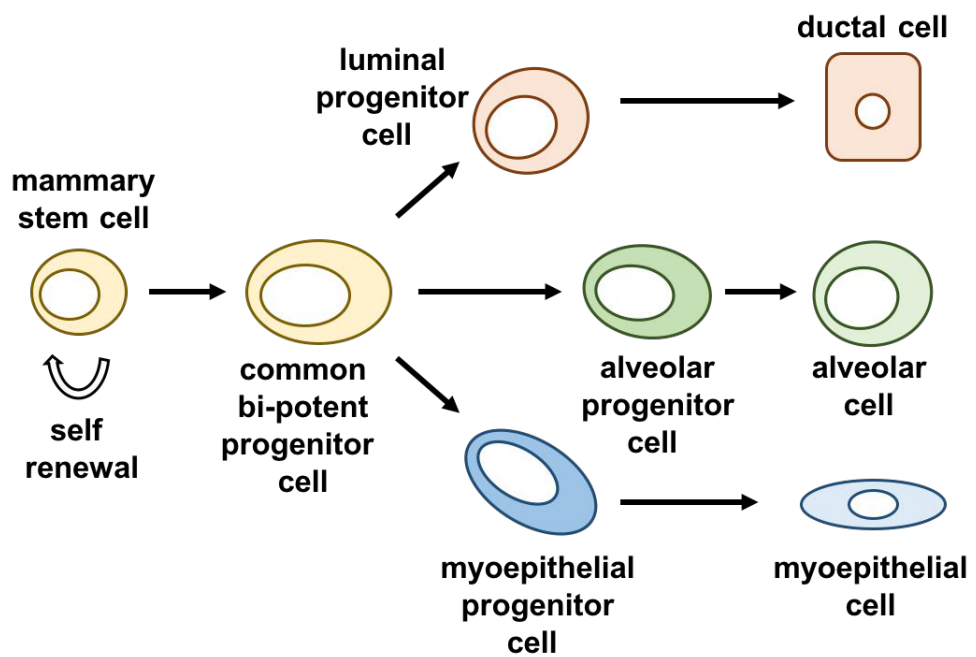 mammary
stem cell
self
renewal
common
bi-potent
progenitor
cell
luminal
progenitor
cell
ductal cell
alveolar
progenitor
cell
alveolar
cell
myoepithelial
progenitor
cell
myoepithelial
cell